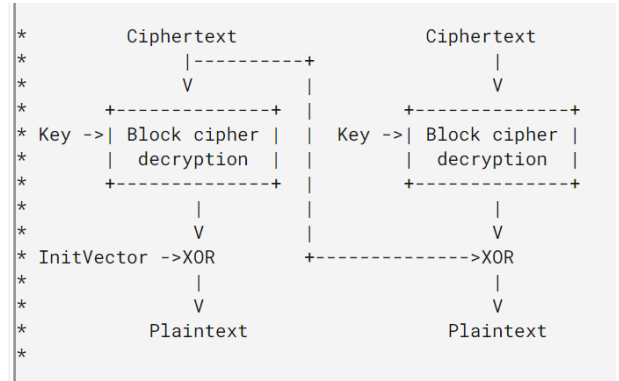 *          Ciphertext                       Ciphertext
*              |----------+                     |
*              V          |                     V
*      +--------------+   |           +--------------+
* Key ->| Block cipher |  |  Key ->| Block cipher |
*       |  decryption  |  |        |  decryption  |
*      +--------------+   |           +--------------+
*              |          |                     |
*              V          |                     V
* InitVector ->XOR        +-------------->XOR
*              |                                |
*              V                                V
*          Plaintext                        Plaintext
*